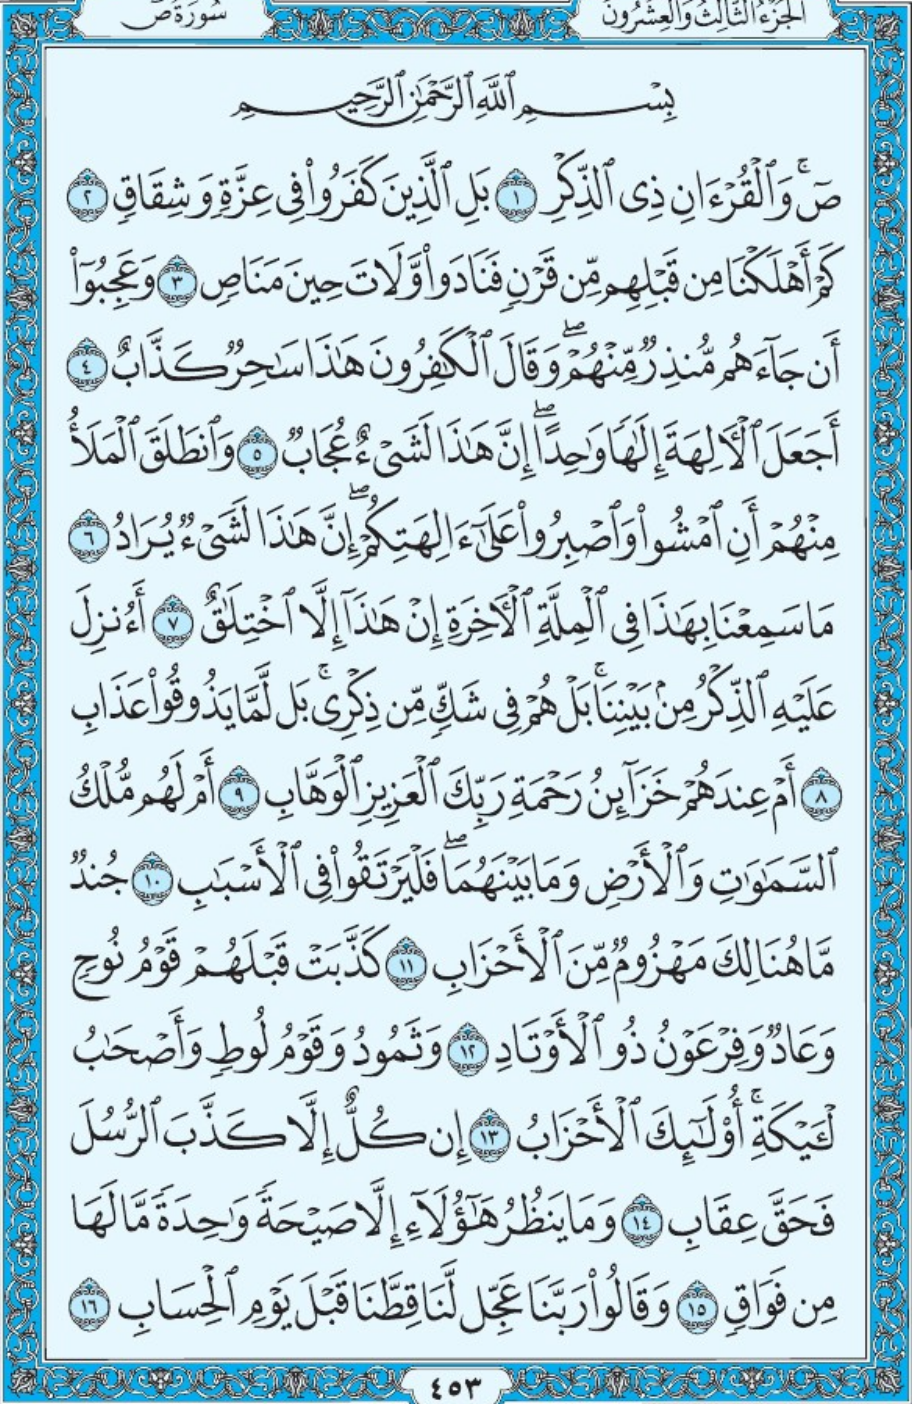 الجزء الثالث والعشرون
سورة ص
بِسْمِ ٱللَّهِ ٱلرَّحْمَٰنِ ٱلرَّحِيمِ
صٓۚ وَٱلْقُرْءَانِ ذِى ٱلذِّكْرِ ١ بَلِ ٱلَّذِينَ كَفَرُوا۟ فِى عِزَّةٍ وَشِقَاقٍ ٢
كَمْ أَهْلَكْنَا مِن قَبْلِهِم مِّن قَرْنٍ فَنَادَوا۟ وَّلَاتَ حِينَ مَنَاصٍ ٣ وَعَجِبُوٓا۟
أَن جَآءَهُم مُّنذِرٌ مِّنْهُمْۖ وَقَالَ ٱلْكَٰفِرُونَ هَٰذَا سَٰحِرٌ كَذَّابٌ ٤
أَجَعَلَ ٱلْءَالِهَةَ إِلَٰهًا وَٰحِدًاۖ إِنَّ هَٰذَا لَشَىْءٌ عُجَابٌ ٥ وَٱنطَلَقَ ٱلْمَلَأُ
مِنْهُمْ أَنِ ٱمْشُوا۟ وَٱصْبِرُوا۟ عَلَىٰٓ ءَالِهَتِكُمْۖ إِنَّ هَٰذَا لَشَىْءٌ يُرَادُ ٦
مَا سَمِعْنَا بِهَٰذَا فِى ٱلْمِلَّةِ ٱلْءَاخِرَةِ إِنْ هَٰذَآ إِلَّا ٱخْتِلَٰقٌ ٧ أَءُنزِلَ
عَلَيْهِ ٱلذِّكْرُ مِنۢ بَيْنِنَاۚ بَلْ هُمْ فِى شَكٍّ مِّن ذِكْرِىۚ بَل لَّمَّا يَذُوقُوا۟ عَذَابِ
٨ أَمْ عِندَهُمْ خَزَآئِنُ رَحْمَةِ رَبِّكَ ٱلْعَزِيزِ ٱلْوَهَّابِ ٩ أَمْ لَهُم مُّلْكُ
ٱلسَّمَٰوَٰتِ وَٱلْأَرْضِ وَمَا بَيْنَهُمَاۖ فَلْيَرْتَقُوا۟ فِى ٱلْأَسْبَٰبِ ١٠ جُندٌ
مَّا هُنَالِكَ مَهْزُومٌ مِّنَ ٱلْأَحْزَابِ ١١ كَذَّبَتْ قَبْلَهُمْ قَوْمُ نُوحٍ
وَعَادٌ وَفِرْعَوْنُ ذُو ٱلْأَوْتَادِ ١٢ وَثَمُودُ وَقَوْمُ لُوطٍ وَأَصْحَٰبُ
لْـَٔيْكَةِۚ أُو۟لَٰٓئِكَ ٱلْأَحْزَابُ ١٣ إِن كُلٌّ إِلَّا كَذَّبَ ٱلرُّسُلَ
فَحَقَّ عِقَابِ ١٤ وَمَا يَنظُرُ هَٰٓؤُلَآءِ إِلَّا صَيْحَةً وَٰحِدَةً مَّا لَهَا
مِن فَوَاقٍ ١٥ وَقَالُوا۟ رَبَّنَا عَجِّل لَّنَا قِطَّنَا قَبْلَ يَوْمِ ٱلْحِسَابِ ١٦
٤٥٣